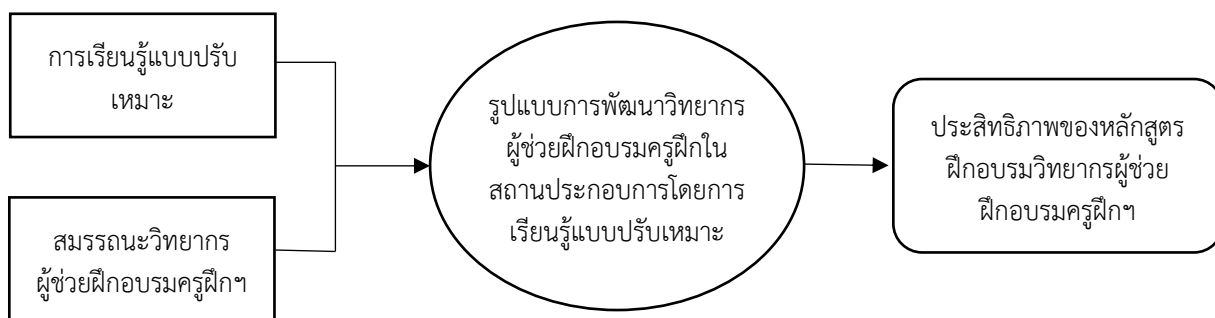 การเรียนรู้แบบปรับ
เหมาะ
สมรรถนะวิทยากร
ผู้ช่วยฝึกอบรมครูฝึกฯ
รูปแบบการพัฒนาวิทยากร
ผู้ช่วยฝึกอบรมครูฝึกใน
สถานประกอบการโดยการ
เรียนรู้แบบปรับเหมาะ
ประสิทธิภาพของหลักสูตร
ฝึกอบรมวิทยากรผู้ช่วย
ฝึกอบรมครูฝึกฯ